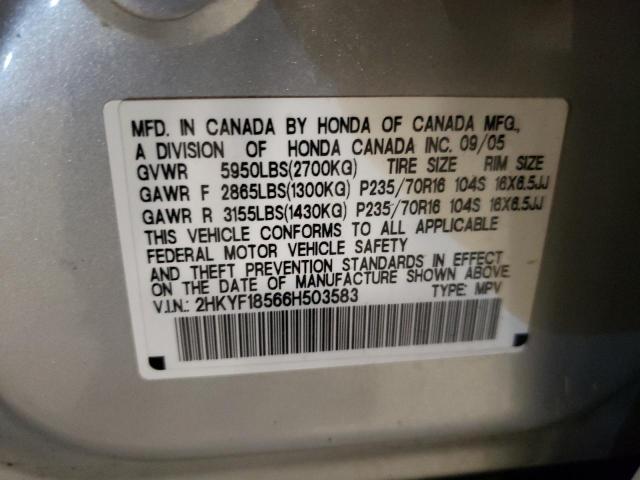 MFD. IN CANADA BY HONDA OF CANADA MFG.,
A DIVISION OF HONDA CANADA INC. 09/05
GVWR 5950LBS(2700KG) TIRE SIZE RIM SIZE
GAWR F 2865LBS(1300KG) P235/70R16 104S 16X6.5JJ
GAWR R 3155LBS(1430KG) P235/70R16 104S 16X6.5JJ
THIS VEHICLE CONFORMS TO ALL APPLICABLE
FEDERAL MOTOR VEHICLE SAFETY
AND THEFT PREVENTION STANDARDS IN EFFECT
ON THE DATE OF MANUFACTURE SHOWN ABOVE.
V.I.N.: 2HKYF18566H503583 TYPE: MPV